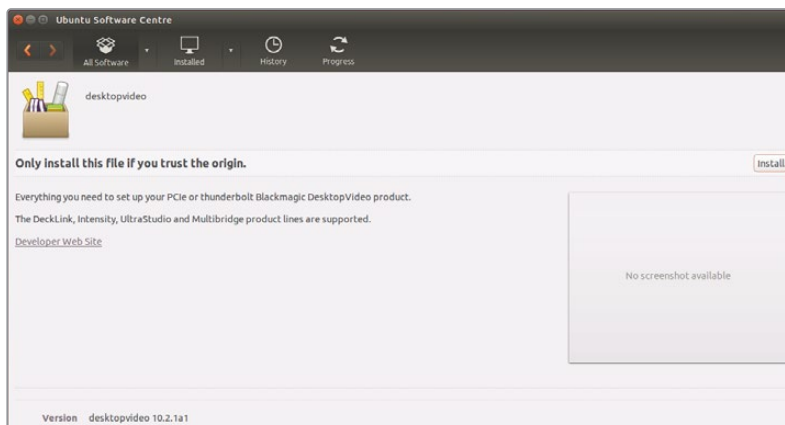 Ubuntu Software Centre
All Software
Installed
History
Progress
desktopvideo
Only install this file if you trust the origin.
Install
Everything you need to set up your PCIe or thunderbolt Blackmagic DesktopVideo product.
The DeckLink, Intensity, UltraStudio and Multibridge product lines are supported.
Developer Web Site
No screenshot available
Version desktopvideo 10.2.1a1